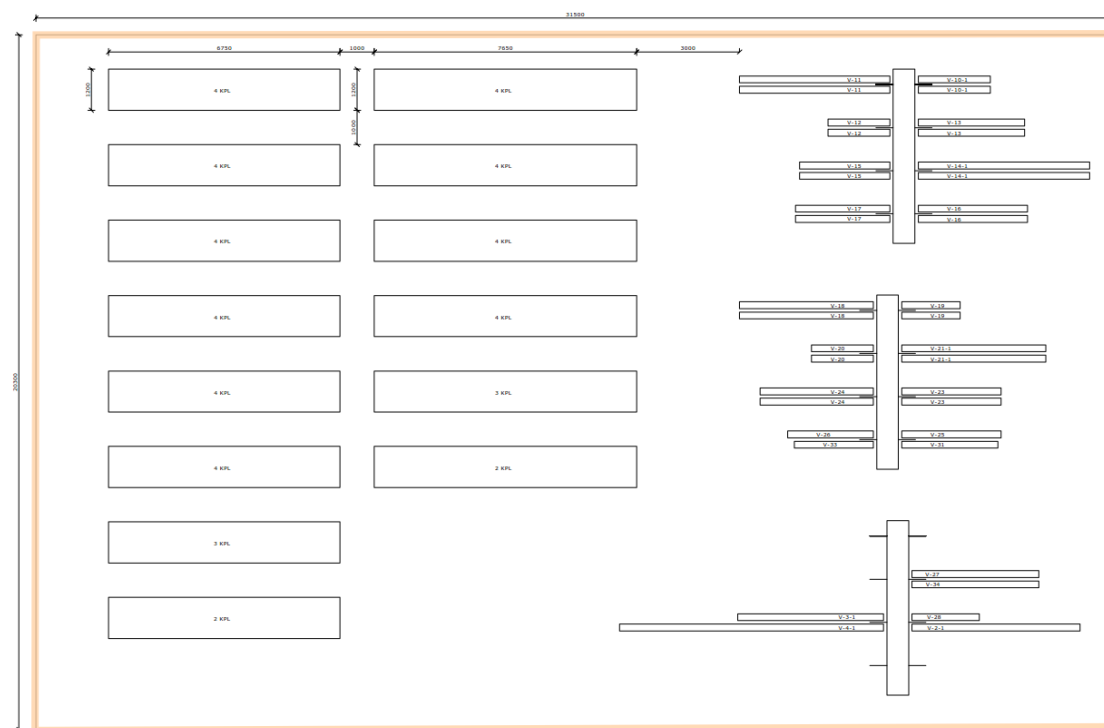 31500
6750
1000
7650
3000
1200
4 KPL
1200
4 KPL
1000
V-11
V-11
V-10-1
V-10-1
V-12
V-12
V-13
V-13
4 KPL
4 KPL
V-15
V-15
V-14-1
V-14-1
V-17
V-17
V-16
V-16
4 KPL
4 KPL
4 KPL
4 KPL
V-18
V-18
V-19
V-19
V-20
V-20
V-21-1
V-21-1
20300
4 KPL
3 KPL
V-24
V-24
V-23
V-23
V-26
V-33
V-25
V-31
4 KPL
2 KPL
3 KPL
V-27
V-34
2 KPL
V-3-1
V-4-1
V-28
V-2-1